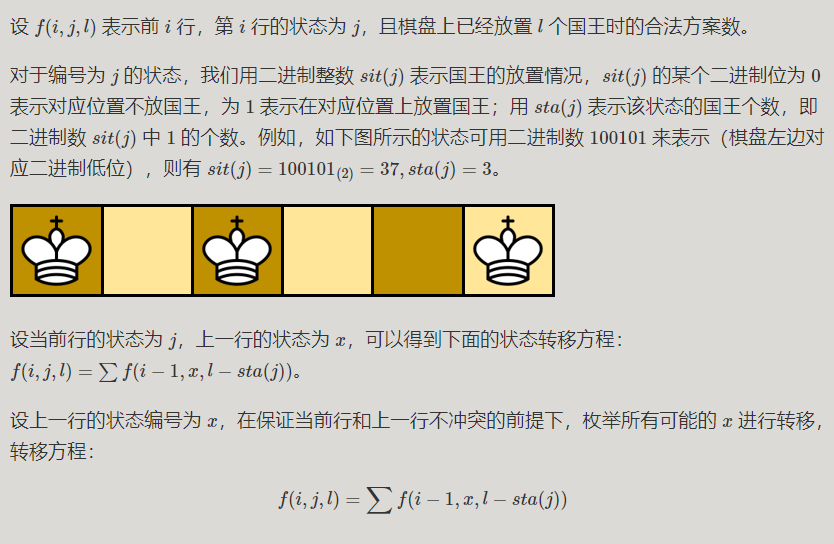 设 f(i, j, l) 表示前 i 行，第 i 行的状态为 j，且棋盘上已经放置 l 个国王时的合法方案数。
对于编号为 j 的状态，我们用二进制整数 sit(j) 表示国王的放置情况，sit(j) 的某个二进制位为 0
表示对应位置不放国王，为 1 表示在对应位置上放置国王；用 sta(j) 表示该状态的国王个数，即
二进制数 sit(j) 中 1 的个数。例如，如下图所示的状态可用二进制数 100101 来表示（棋盘左边对
应二进制低位），则有 sit(j) = 100101₍₂₎ = 37, sta(j) = 3。
设当前行的状态为 j，上一行的状态为 x，可以得到下面的状态转移方程：
f(i, j, l) = ∑ f(i − 1, x, l − sta(j))。
设上一行的状态编号为 x，在保证当前行和上一行不冲突的前提下，枚举所有可能的 x 进行转移，
转移方程：
f(i, j, l) = ∑ f(i − 1, x, l − sta(j))